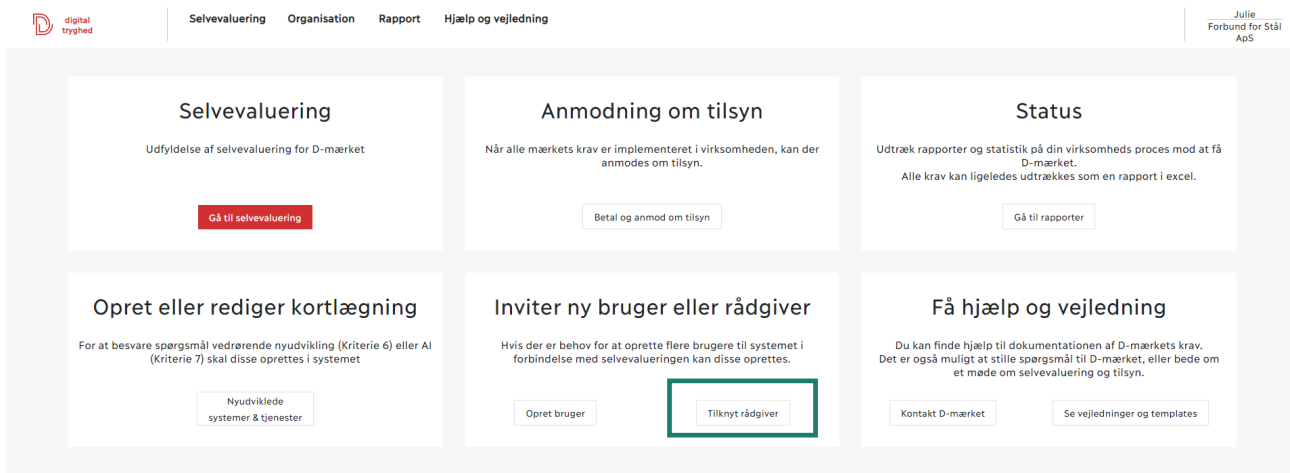 digital
tryghed
Selvevaluering Organisation Rapport Hjælp og vejledning
Julie
Forbund for Stål
ApS
Selvevaluering
Udfyldelse af selvevaluering for D-mærket
Gå til selvevaluering
Anmodning om tilsyn
Når alle mærkets krav er implementeret i virksomheden, kan der
anmodes om tilsyn.
Betal og anmod om tilsyn
Status
Udtræk rapporter og statistik på din virksomheds proces mod at få
D-mærket.
Alle krav kan ligeledes udtrækkes som en rapport i excel.
Gå til rapporter
Opret eller rediger kortlægning
For at besvare spørgsmål vedrørende nyudvikling (Kriterie 6) eller AI
(Kriterie 7) skal disse oprettes i systemet
Nyudviklede
systemer & tjenester
Inviter ny bruger eller rådgiver
Hvis der er behov for at oprette flere brugere til systemet i
forbindelse med selvevalueringen kan disse oprettes.
Opret bruger
Tilknyt rådgiver
Få hjælp og vejledning
Du kan finde hjælp til dokumentationen af D-mærkets krav.
Det er også muligt at stille spørgsmål til D-mærket, eller bede om
et møde om selvevaluering og tilsyn.
Kontakt D-mærket
Se vejledninger og templates